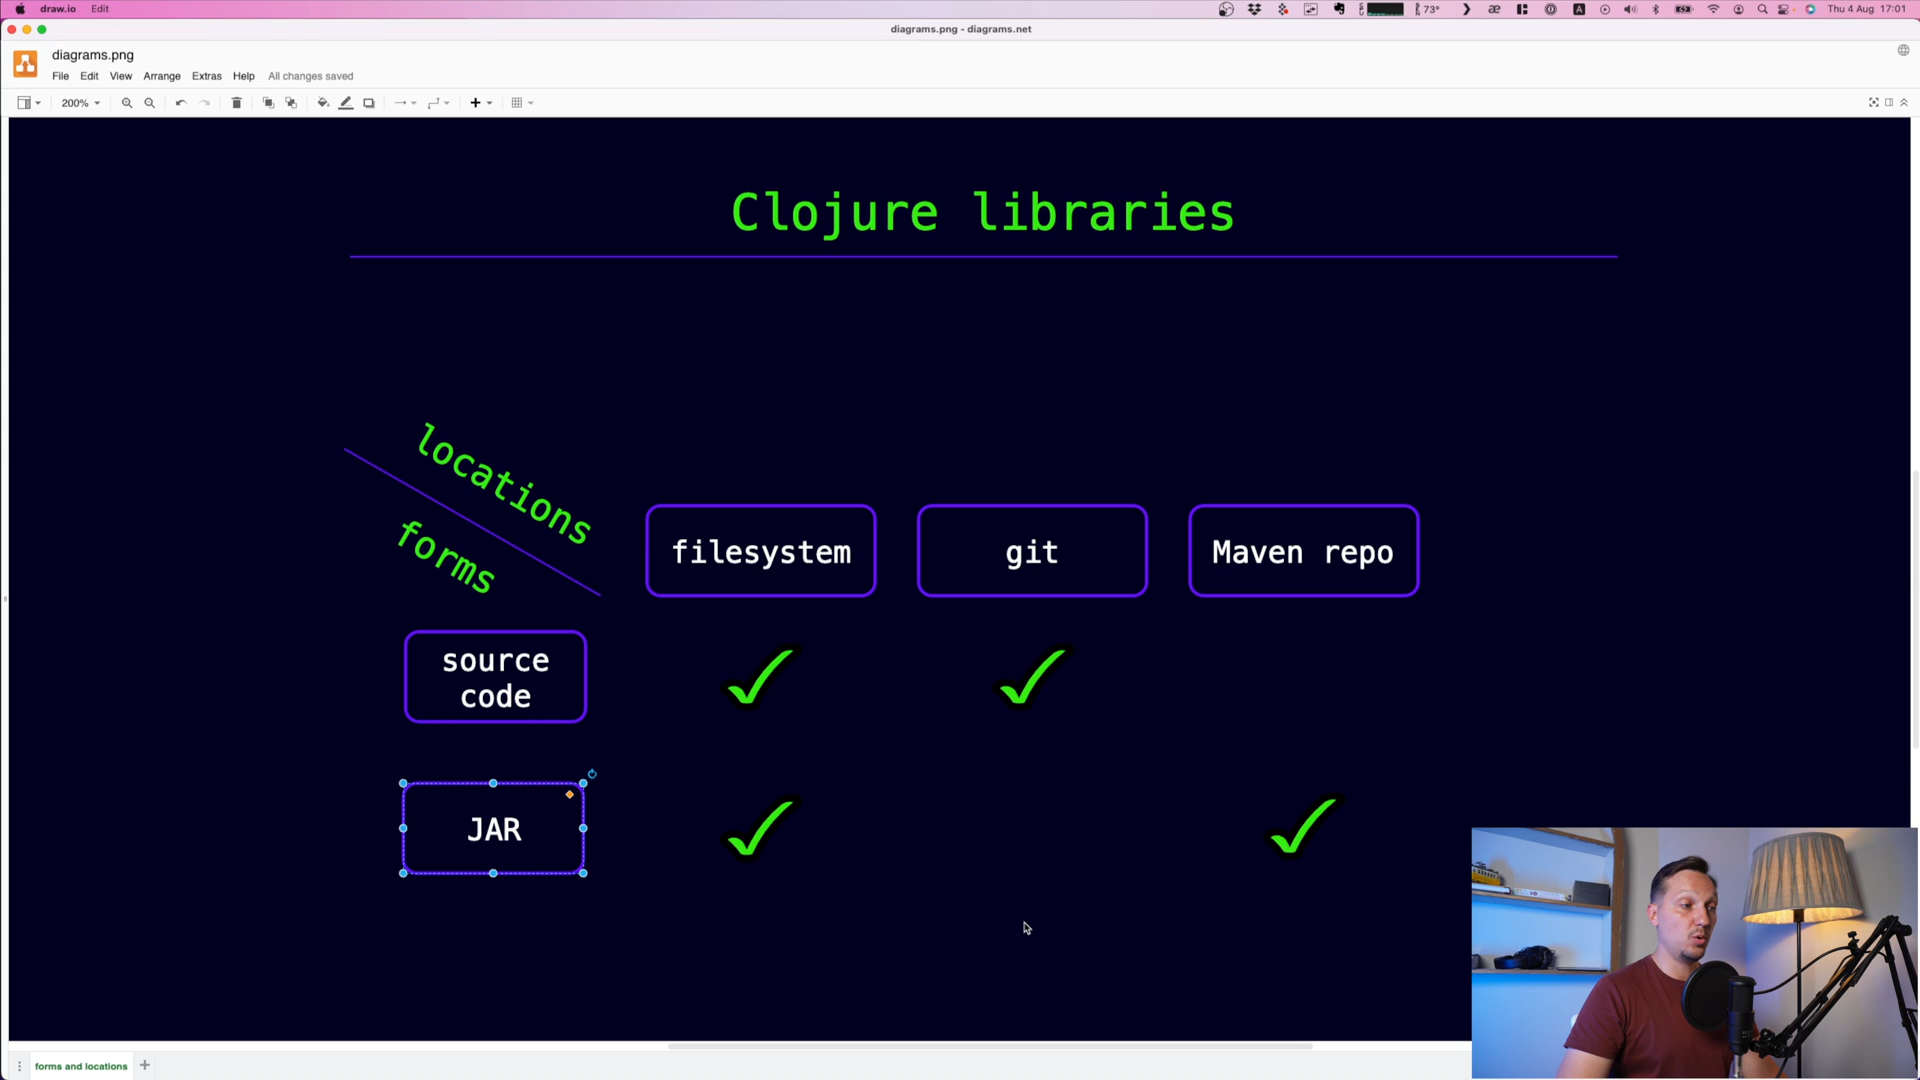 draw.io Edit
73° Thu 4 Aug 17:01
diagrams.png - diagrams.net
diagrams.png
File Edit View Arrange Extras Help All changes saved
200%
Clojure libraries
locations
forms
filesystem git Maven repo
source
code
JAR
forms and locations